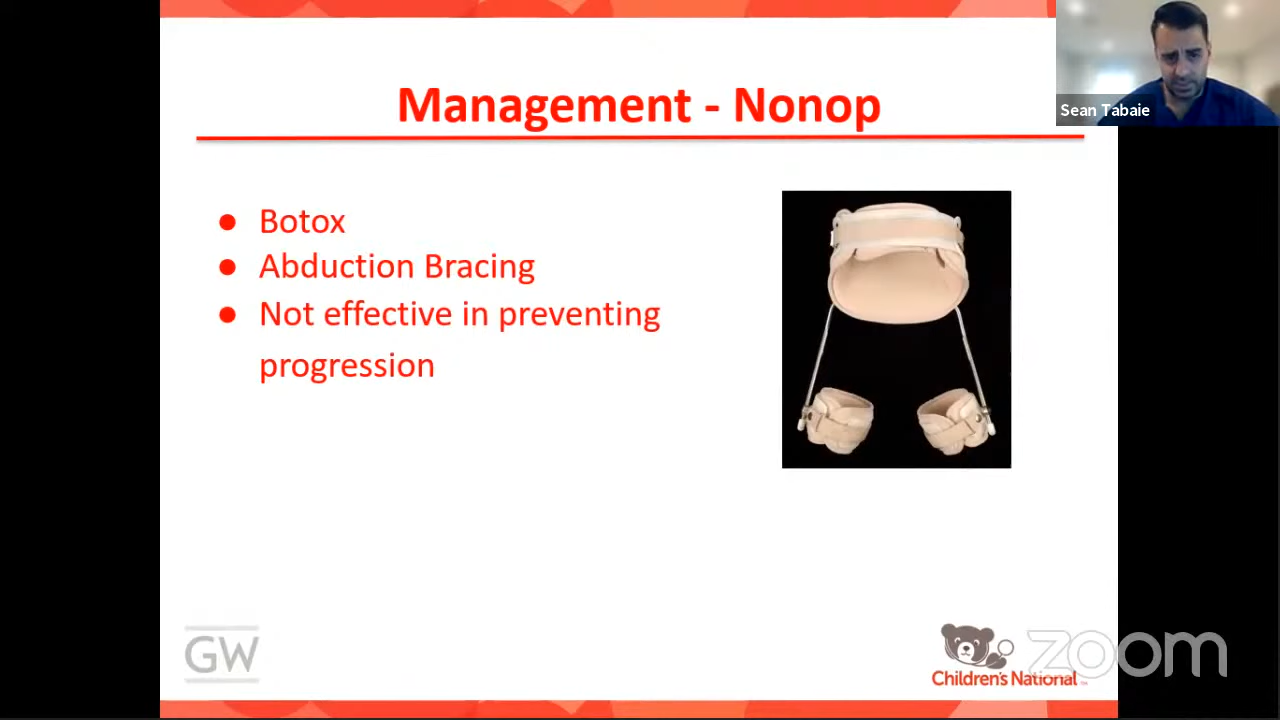 Management - Nonop
Sean Tabaie
● Botox
● Abduction Bracing
● Not effective in preventing
progression
GW
Children's National
zoom